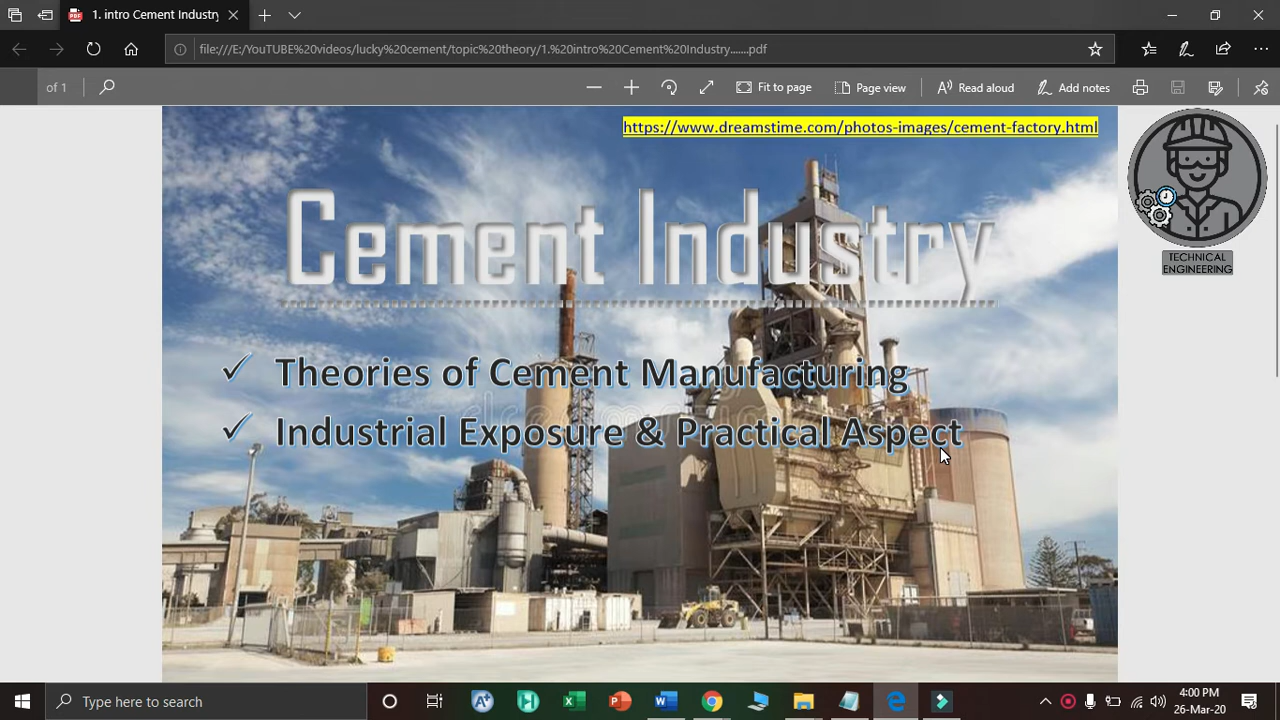 1. intro Cement Industry
file:///E:/YouTUBE%20videos/lucky%20cement/topic%20theory/1.%20intro%20Cement%20Industry.......pdf
of 1
Fit to page
Page view
Read aloud
Add notes
https://www.dreamstime.com/photos-images/cement-factory.html
Cement Industry
✓ Theories of Cement Manufacturing
✓ Industrial Exposure & Practical Aspect
TECHNICAL
ENGINEERING
Type here to search
4:00 PM
26-Mar-20